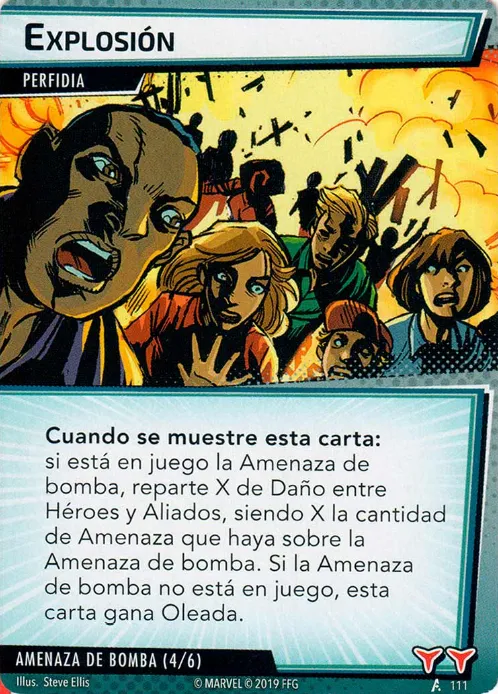 EXPLOSIÓN
PERFIDIA
Cuando se muestre esta carta:
si está en juego la Amenaza de
bomba, reparte X de Daño entre
Héroes y Aliados, siendo X la cantidad
de Amenaza que haya sobre la
Amenaza de bomba. Si la Amenaza
de bomba no está en juego, esta
carta gana Oleada.
AMENAZA DE BOMBA (4/6)
Illus. Steve Ellis
© MARVEL © 2019 FFG
111